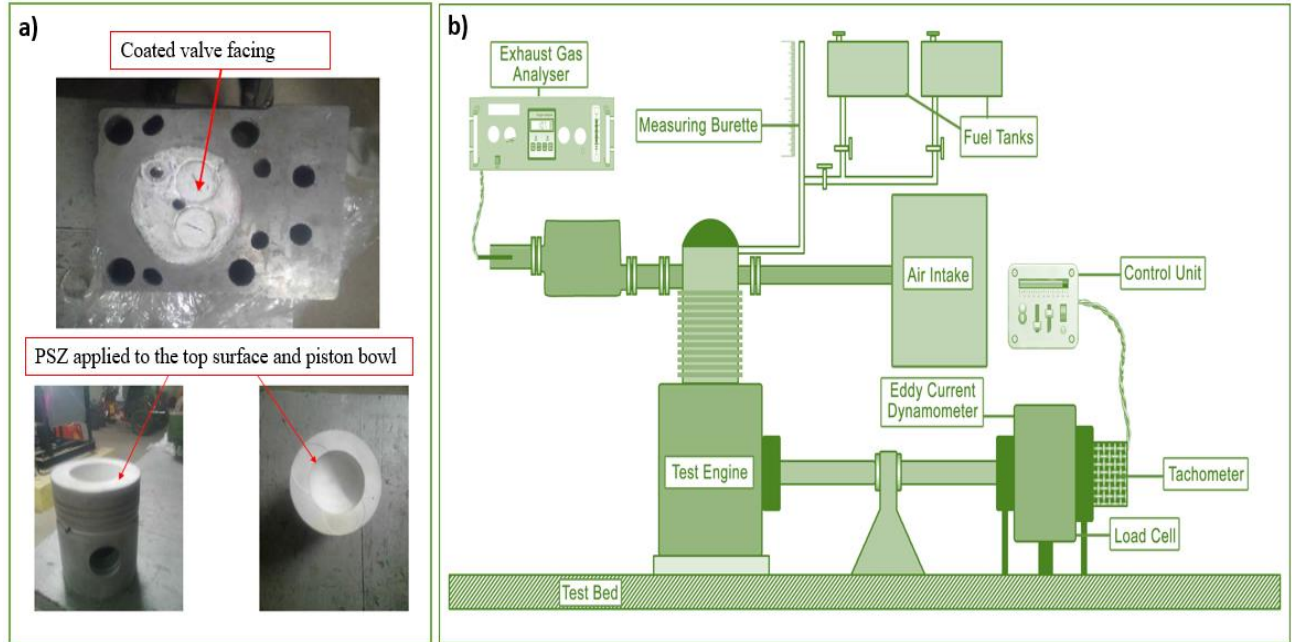 a)
Coated valve facing
PSZ applied to the top surface and piston bowl
b)
Exhaust Gas
Analyser
Measuring Burette
Fuel Tanks
Air Intake
Control Unit
Eddy Current
Dynamometer
Test Engine
Tachometer
Load Cell
Test Bed